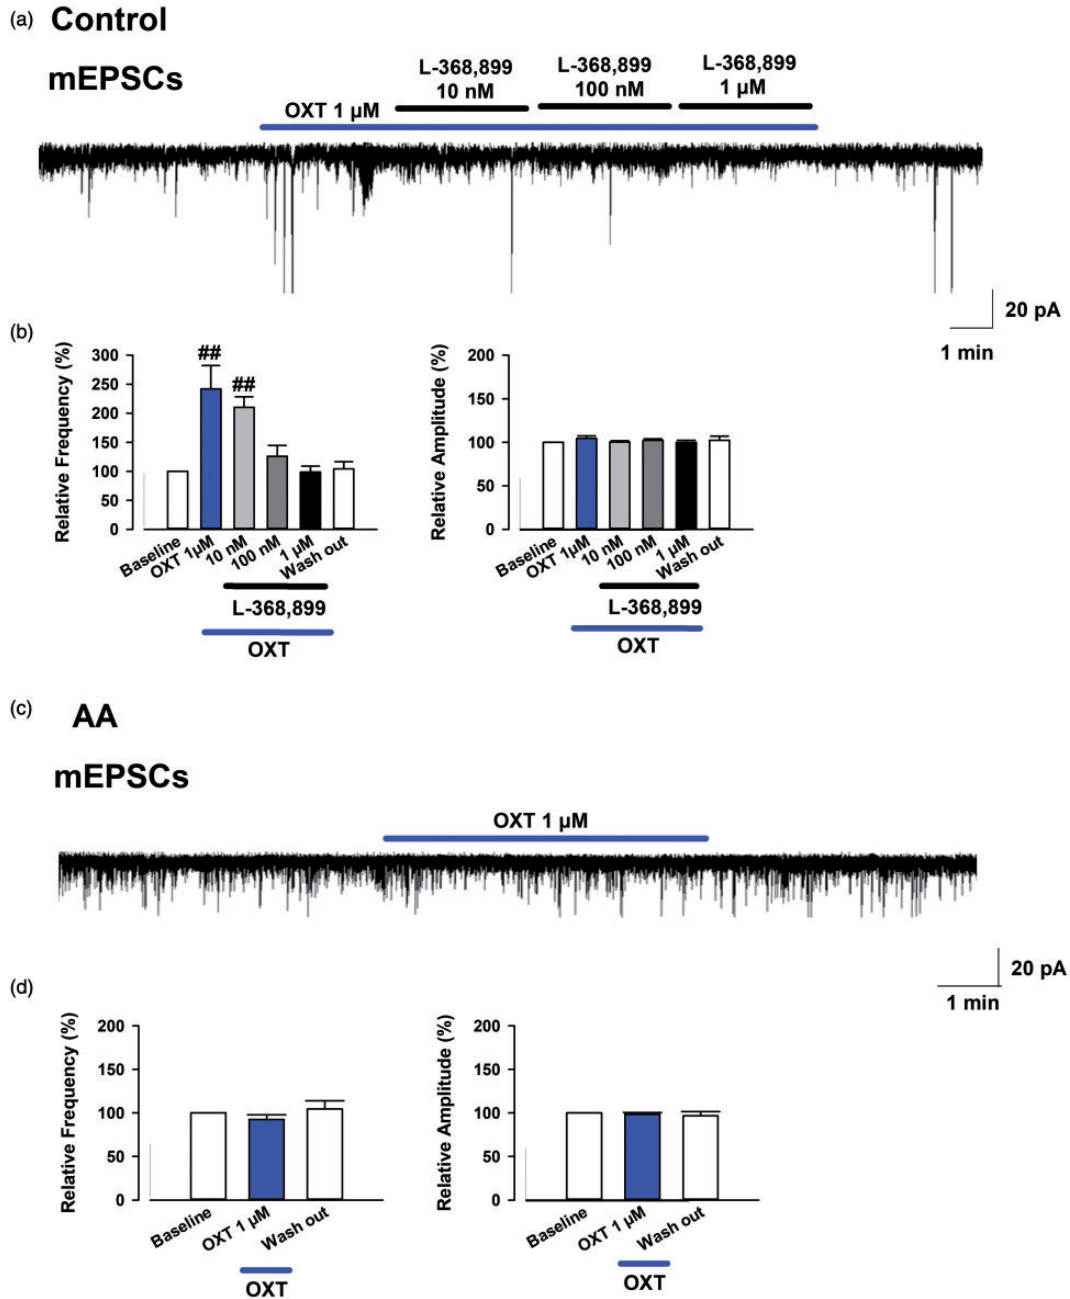 (a) Control
mEPSCs
L-368,899
10 nM
L-368,899
100 nM
L-368,899
1 µM
OXT 1 µM
20 pA
1 min
(b)
Relative Frequency (%)
300
250
200
150
100
50
0
##
##
Baseline
OXT 1µM
10 nM
100 nM
1 µM
Wash out
L-368,899
OXT
Relative Amplitude (%)
200
150
100
50
0
Baseline
OXT 1µM
10 nM
100 nM
1 µM
Wash out
L-368,899
OXT
(c) AA
mEPSCs
OXT 1 µM
20 pA
1 min
(d)
Relative Frequency (%)
200
150
100
50
0
Baseline
OXT 1 µM
Wash out
OXT
Relative Amplitude (%)
200
150
100
50
0
Baseline
OXT 1 µM
Wash out
OXT